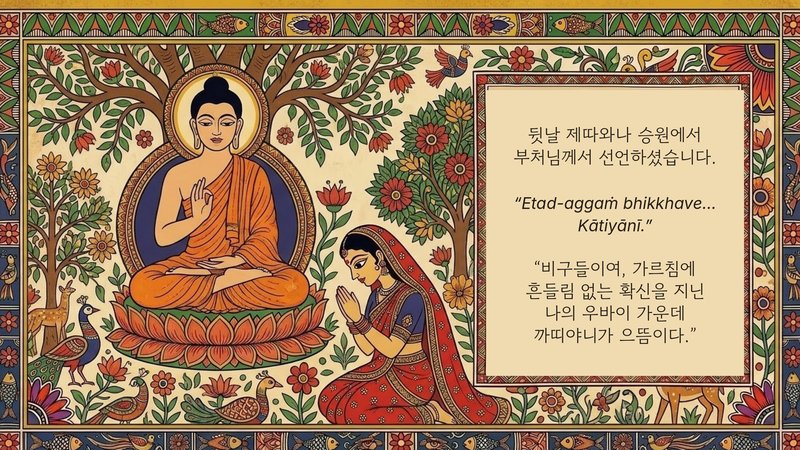 뒷날 제따와나 승원에서
부처님께서 선언하셨습니다.
“Etad-aggaṁ bhikkhave...
Kātiyānī.”
“비구들이여, 가르침에
흔들림 없는 확신을 지닌
나의 우바이 가운데
까띠야니가 으뜸이다.”